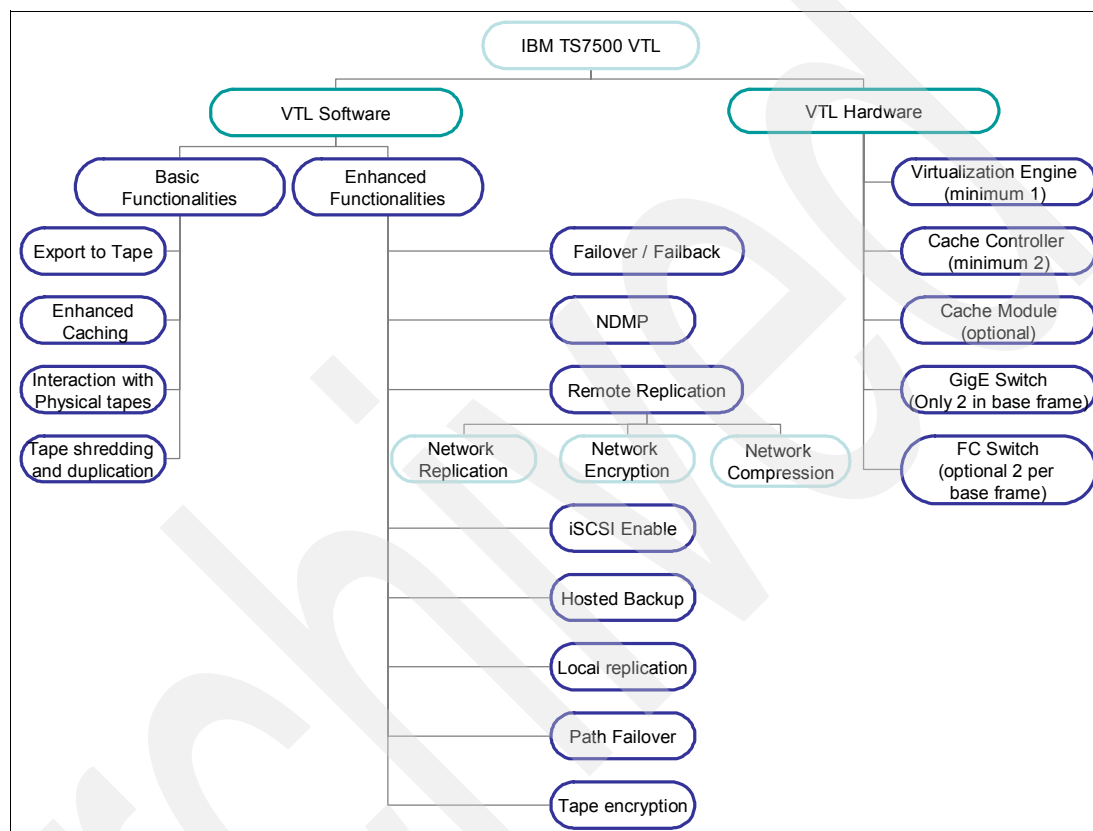 IBM TS7500 VTL
VTL Software
VTL Hardware
Basic
Functionalities
Enhanced
Functionalities
Export to Tape
Enhanced
Caching
Interaction with
Physical tapes
Tape shredding
and duplication
Failover / Failback
NDMP
Remote Replication
Network
Replication
Network
Encryption
Network
Compression
iSCSI Enable
Hosted Backup
Local replication
Path Failover
Tape encryption
Virtualization Engine
(minimum 1)
Cache Controller
(minimum 2)
Cache Module
(optional)
GigE Switch
(Only 2 in base frame)
FC Switch
(optional 2 per
base frame)